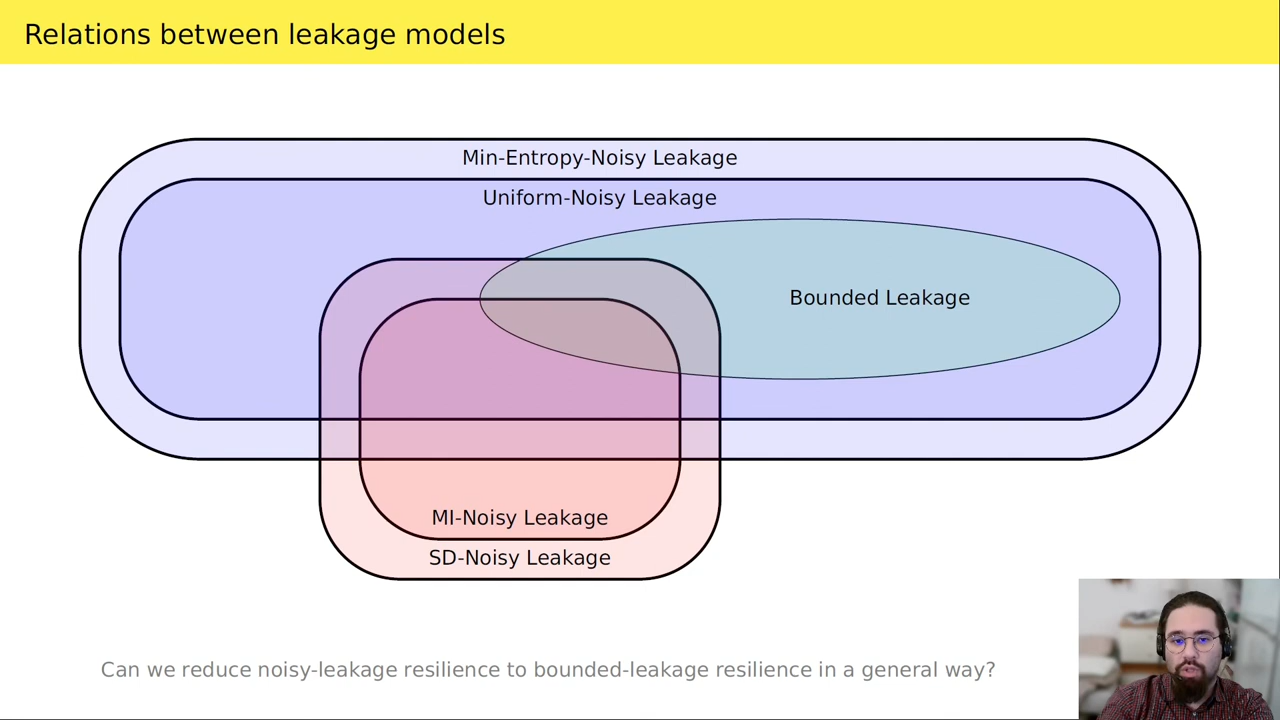 Relations between leakage models
Min-Entropy-Noisy Leakage
Uniform-Noisy Leakage
Bounded Leakage
MI-Noisy Leakage
SD-Noisy Leakage
Can we reduce noisy-leakage resilience to bounded-leakage resilience in a general way?